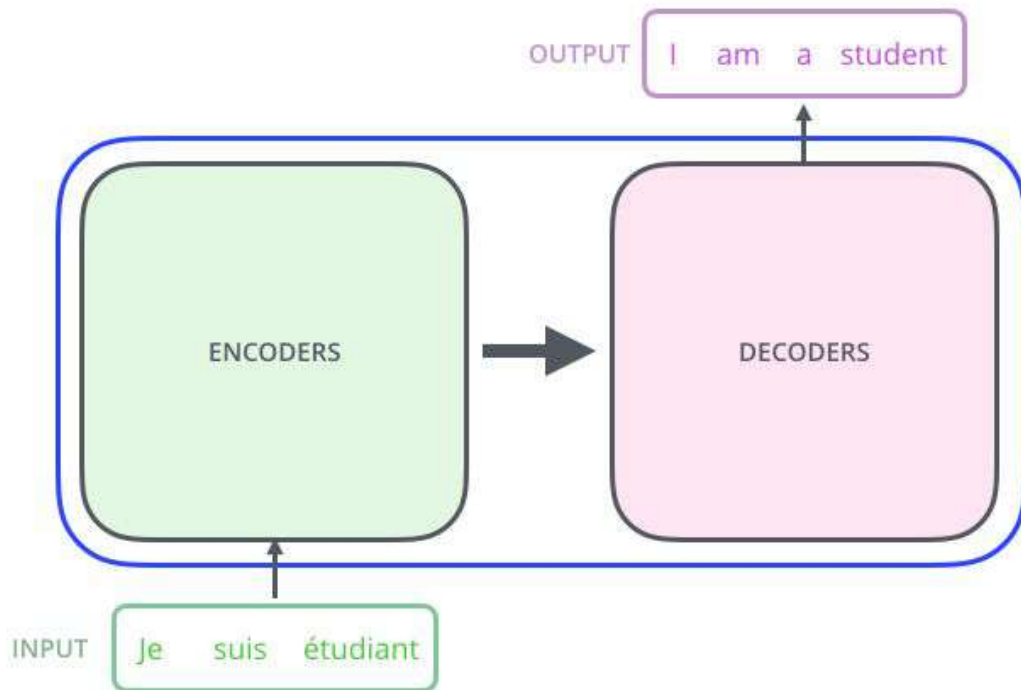 OUTPUT I am a student
ENCODERS DECODERS
INPUT Je suis étudiant